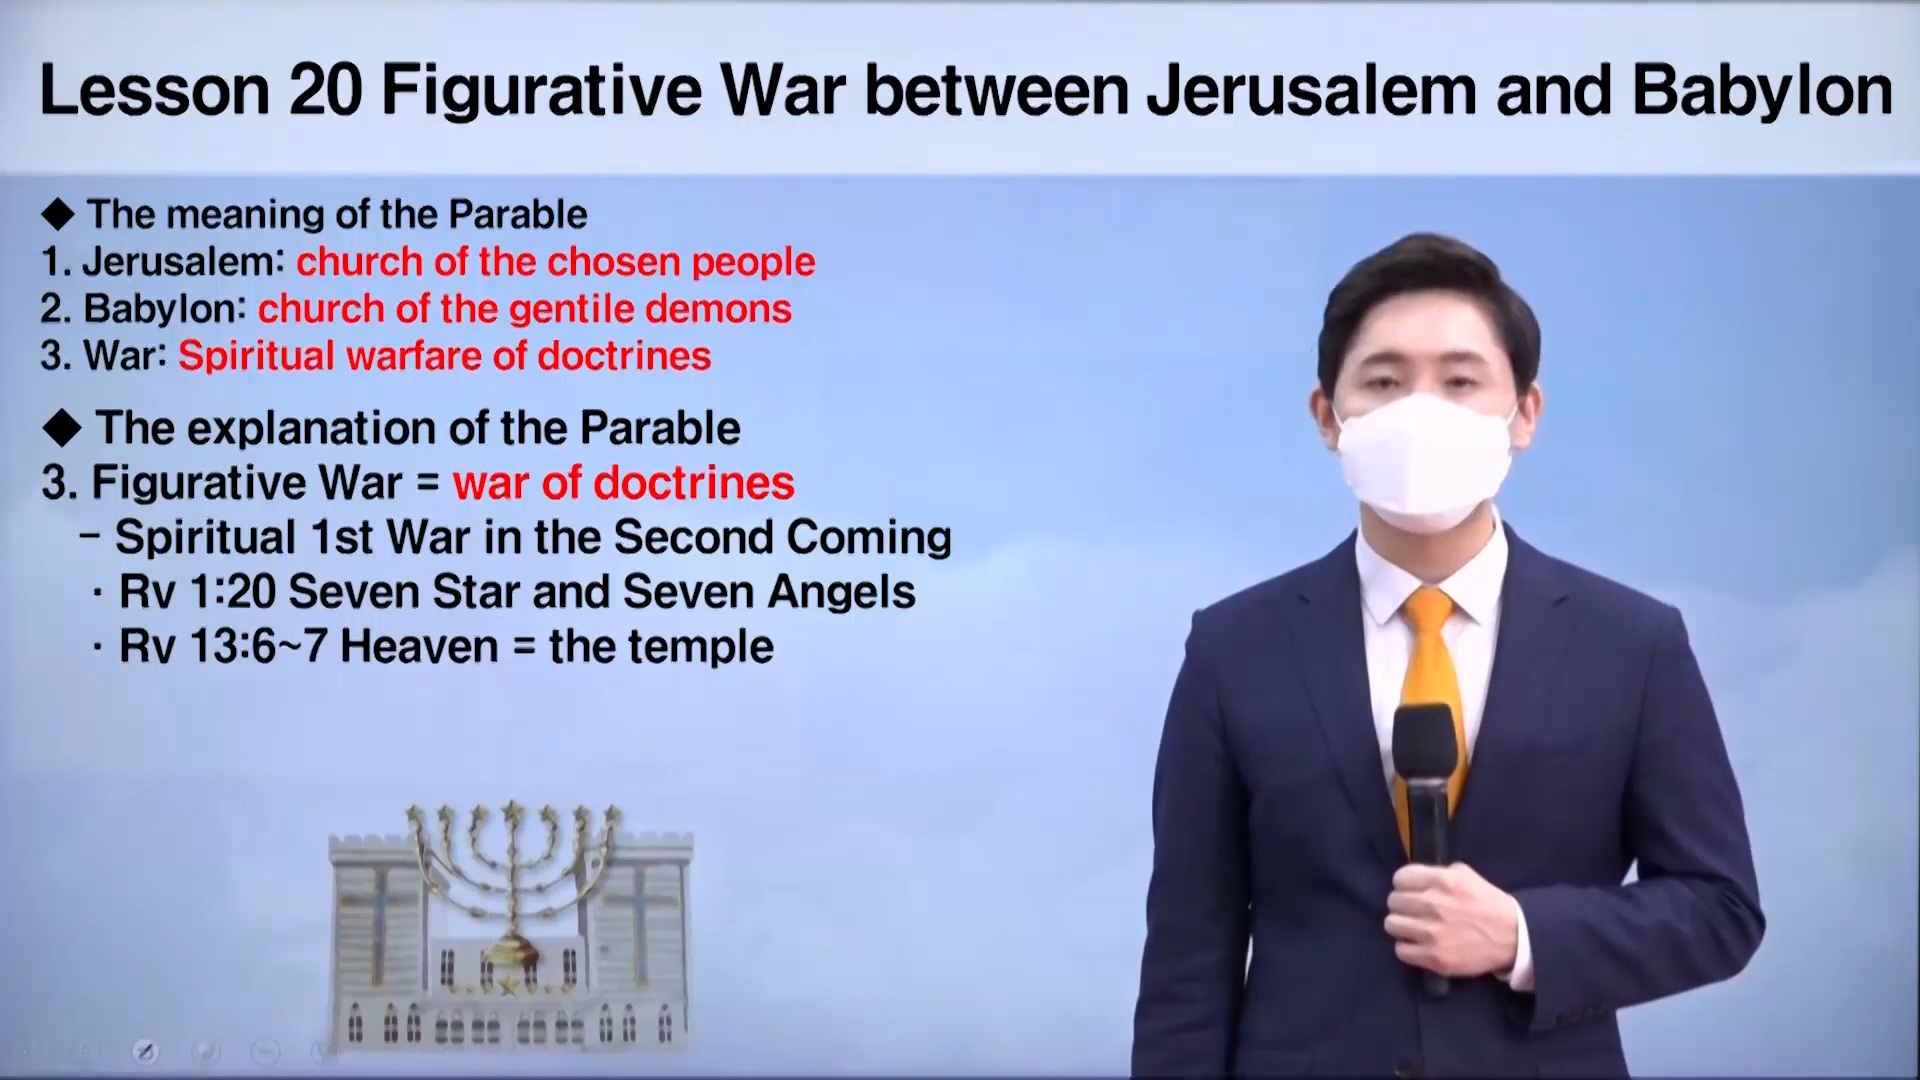 Lesson 20 Figurative War between Jerusalem and Babylon
◆ The meaning of the Parable
1. Jerusalem: church of the chosen people
2. Babylon: church of the gentile demons
3. War: Spiritual warfare of doctrines
◆ The explanation of the Parable
3. Figurative War = war of doctrines
− Spiritual 1st War in the Second Coming
· Rv 1:20 Seven Star and Seven Angels
· Rv 13:6~7 Heaven = the temple